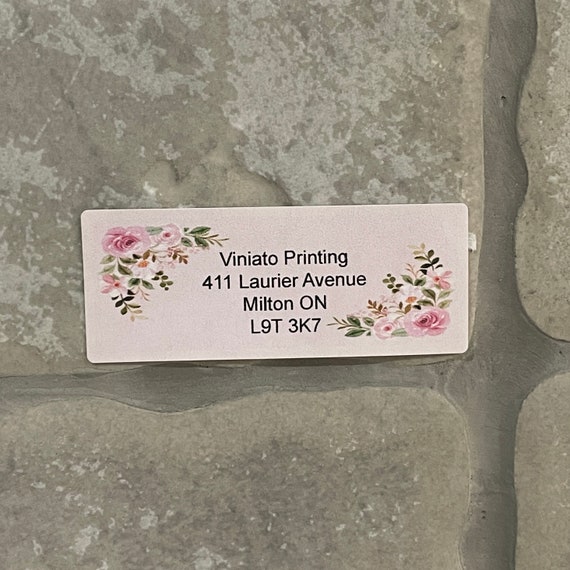 Viniato Printing
411 Laurier Avenue
Milton ON
L9T 3K7